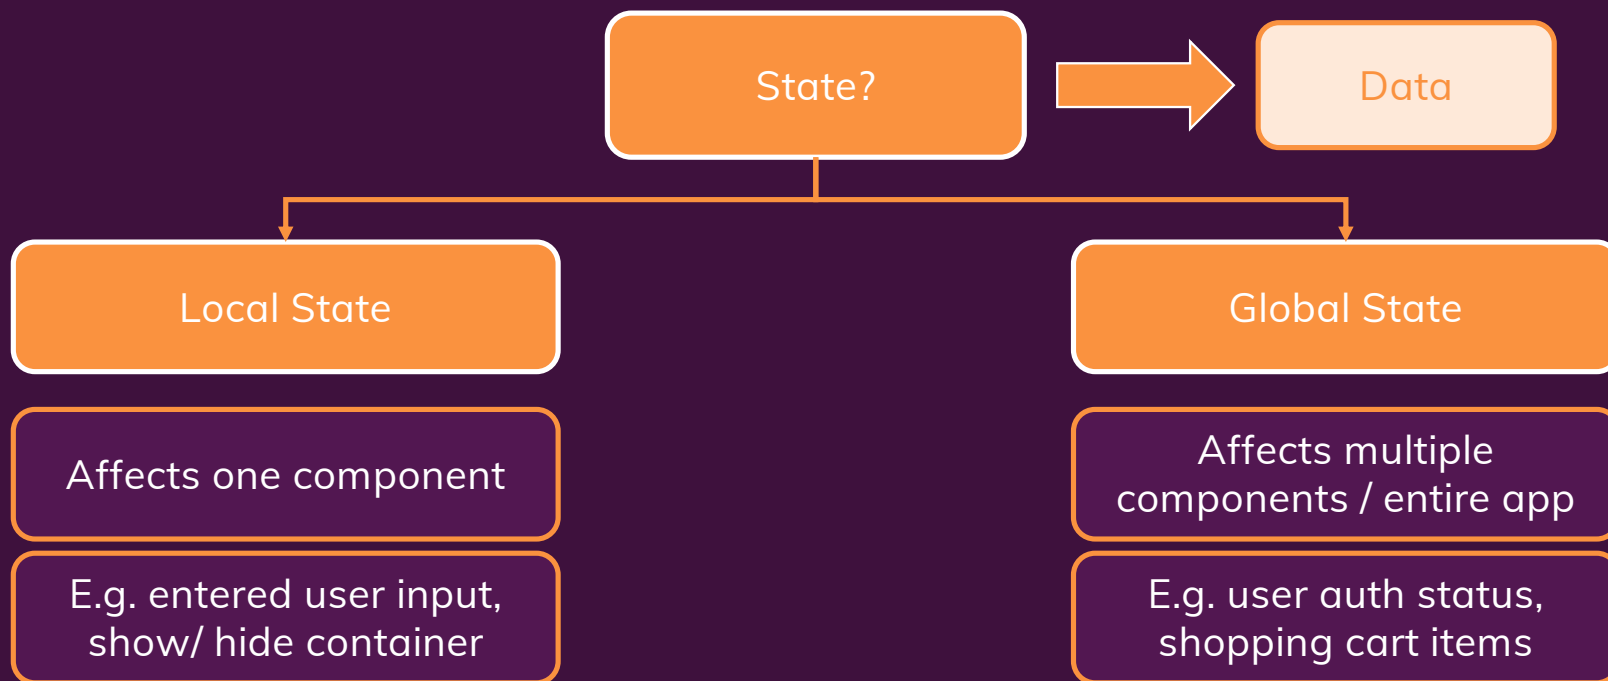 State?
Data
Local State
Global State
Affects one component
Affects multiple
components / entire app
E.g. entered user input,
show/ hide container
E.g. user auth status,
shopping cart items